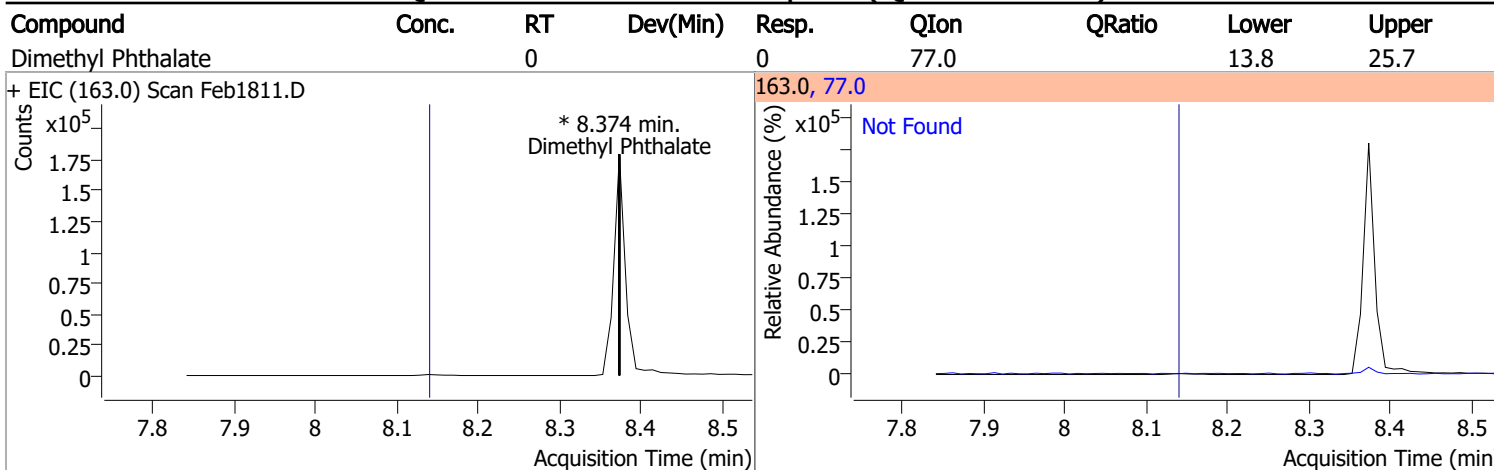 Compound Conc. RT Dev(Min) Resp. QIon QRatio Lower Upper
Dimethyl Phthalate 0 0 77.0 13.8 25.7
+ EIC (163.0) Scan Feb1811.D
Counts
x10⁵
1.75
1.5
1.25
1
0.75
0.5
0.25
0
* 8.374 min.
Dimethyl Phthalate
7.8 7.9 8 8.1 8.2 8.3 8.4 8.5
Acquisition Time (min)
163.0, 77.0
Relative Abundance (%)
x10⁵
Not Found
1.5
1.25
1
0.75
0.5
0.25
0
7.8 7.9 8 8.1 8.2 8.3 8.4 8.5
Acquisition Time (min